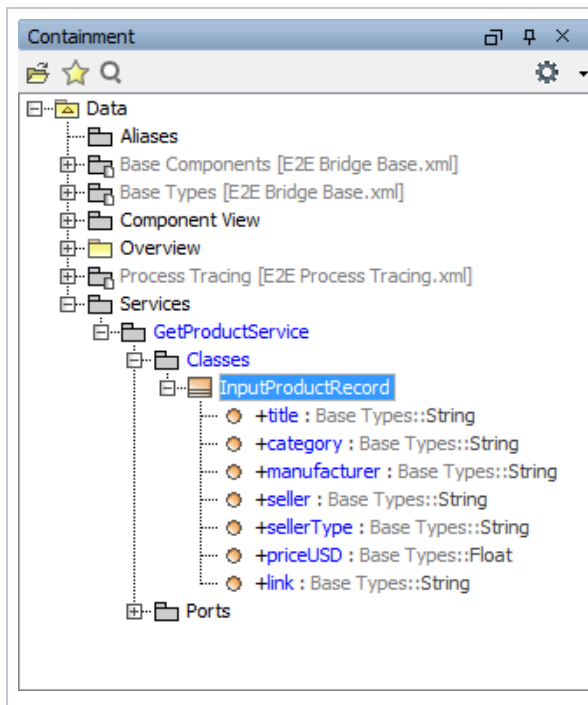 Containment
Data
Aliases
Base Components [E2E Bridge Base.xml]
Base Types [E2E Bridge Base.xml]
Component View
Overview
Process Tracing [E2E Process Tracing.xml]
Services
GetProductService
Classes
InputProductRecord
+title : Base Types::String
+category : Base Types::String
+manufacturer : Base Types::String
+seller : Base Types::String
+sellerType : Base Types::String
+priceUSD : Base Types::Float
+link : Base Types::String
Ports